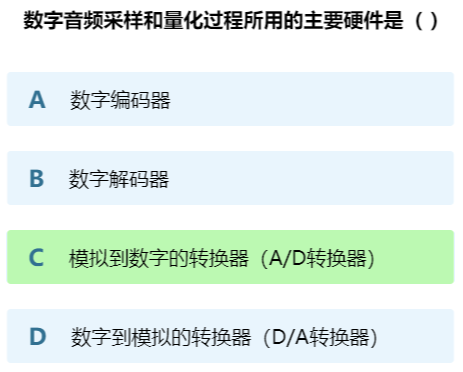 数字音频采样和量化过程所用的主要硬件是（ ）
A 数字编码器
B 数字解码器
C 模拟到数字的转换器（A/D转换器）
D 数字到模拟的转换器（D/A转换器）